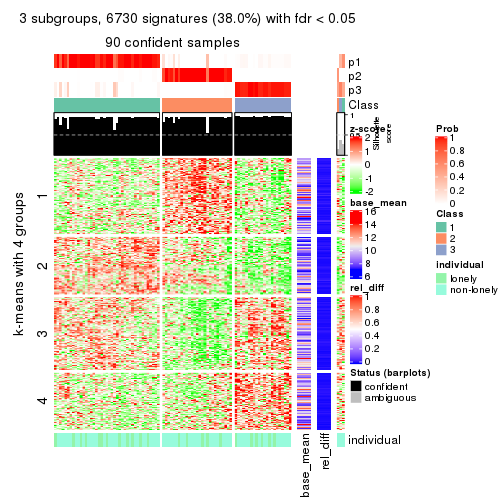 3 subgroups, 6730 signatures (38.0%) with fdr < 0.05
90 confident samples
p1
p2
p3
Class
1
Silhouette
score
z-score
2
1
0
-1
-2
base_mean
16
14
12
10
8
6
rel_diff
1
0.8
0.6
0.4
0.2
0
Status (barplots)
confident
ambiguous
Prob
1
0.8
0.6
0.4
0.2
0
Class
1
2
3
individual
lonely
non-lonely
k-means with 4 groups
1
2
3
4
individual
base_mean
rel_diff